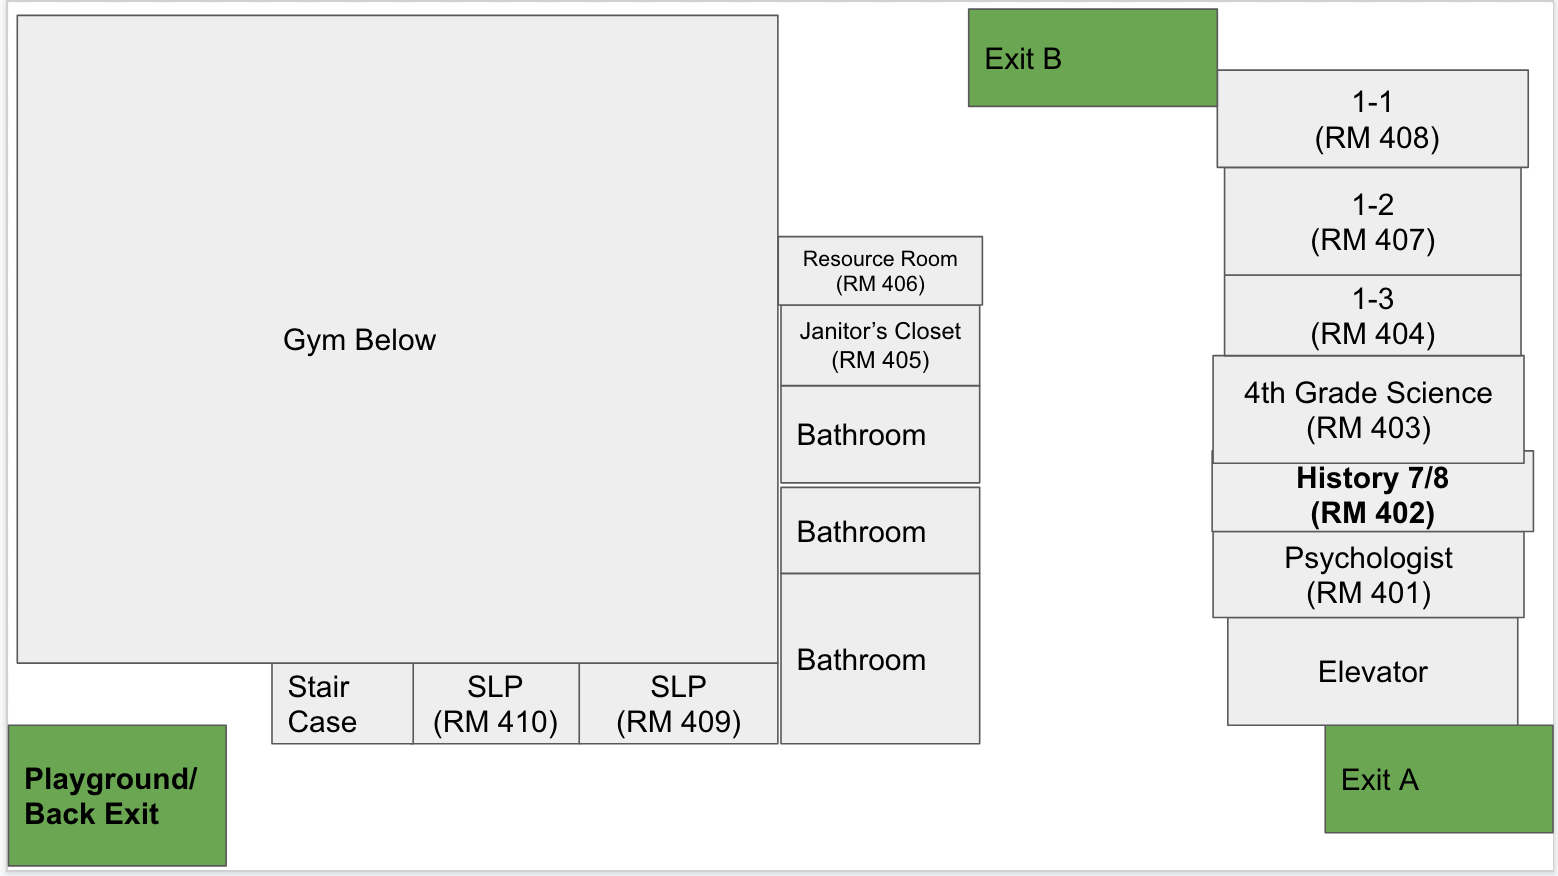 Exit B
1-1
(RM 408)
1-2
(RM 407)
Resource Room
(RM 406)
1-3
(RM 404)
Janitor’s Closet
(RM 405)
Gym Below
4th Grade Science
(RM 403)
Bathroom
History 7/8
(RM 402)
Bathroom
Psychologist
(RM 401)
Bathroom
Elevator
Stair
Case
SLP
(RM 410)
SLP
(RM 409)
Playground/
Back Exit
Exit A